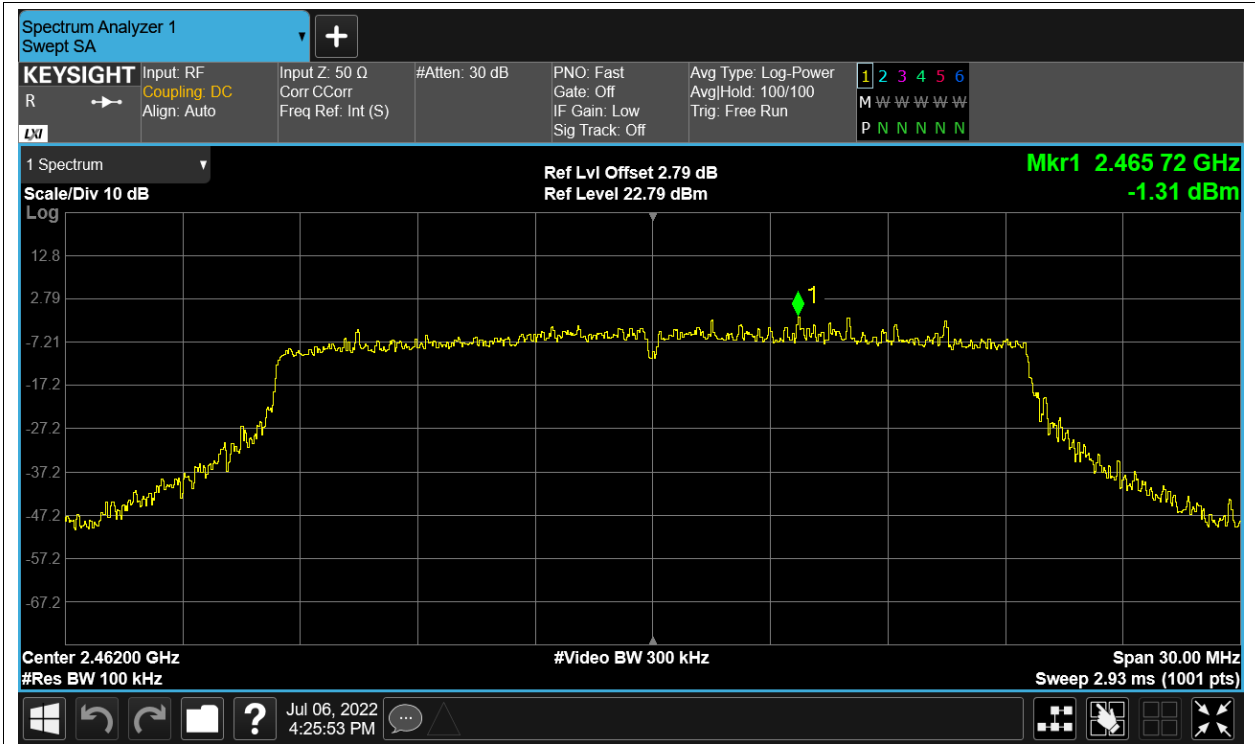 Spectrum Analyzer 1
Swept SA
KEYSIGHT
R
LXI
Input: RF
Coupling: DC
Align: Auto
Input Z: 50 Ω
Corr CCorr
Freq Ref: Int (S)
#Atten: 30 dB
PNO: Fast
Gate: Off
IF Gain: Low
Sig Track: Off
Avg Type: Log-Power
Avg|Hold: 100/100
Trig: Free Run
1 2 3 4 5 6
M W W W W W
P N N N N N
1 Spectrum
Scale/Div 10 dB
Log
Ref Lvl Offset 2.79 dB
Ref Level 22.79 dBm
Mkr1 2.465 72 GHz
-1.31 dBm
12.8
2.79
-7.21
-17.2
-27.2
-37.2
-47.2
-57.2
-67.2
1
Center 2.46200 GHz
#Res BW 100 kHz
#Video BW 300 kHz
Span 30.00 MHz
Sweep 2.93 ms (1001 pts)
?
Jul 06, 2022
4:25:53 PM